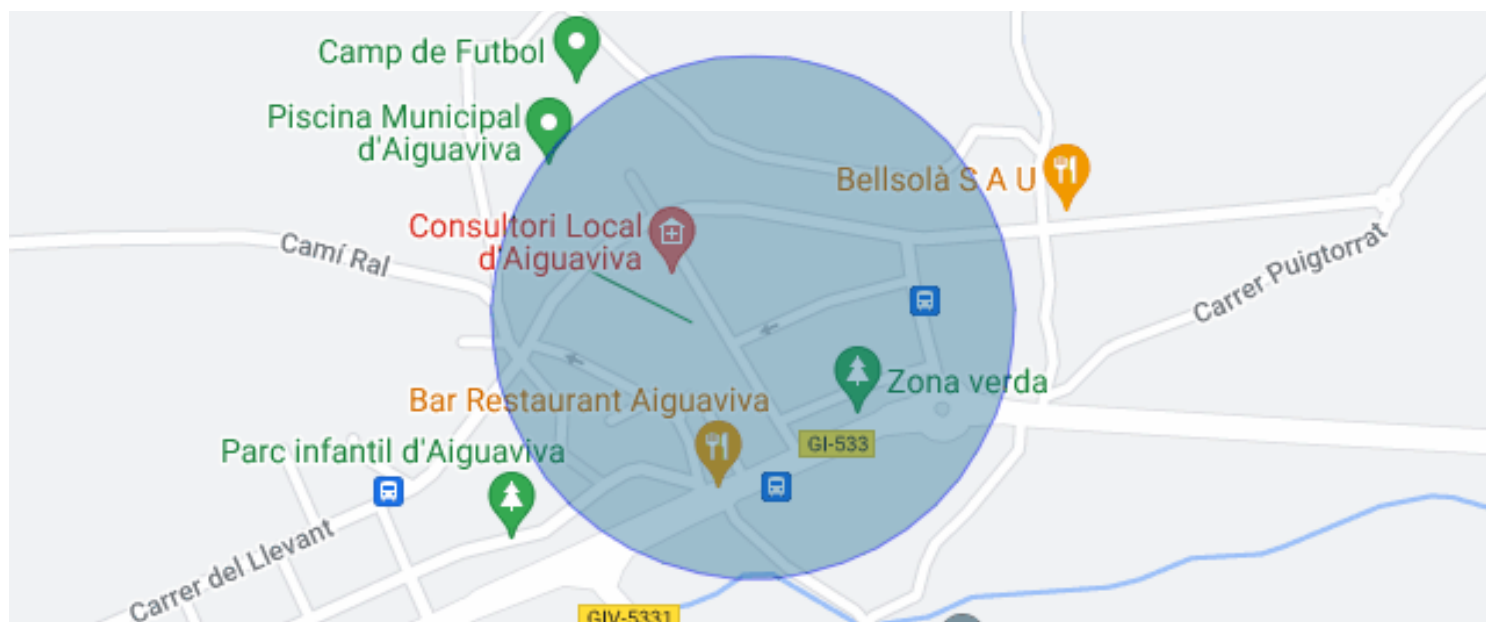 Camp de Futbol
Piscina Municipal
d'Aiguaviva
Bellsolà S A U
Consultori Local
d'Aiguaviva
Camí Ral
Carrer Puigtorrat
Zona verda
Bar Restaurant Aiguaviva
GI-533
Parc infantil d'Aiguaviva
Carrer del Llevant
GIV-5331